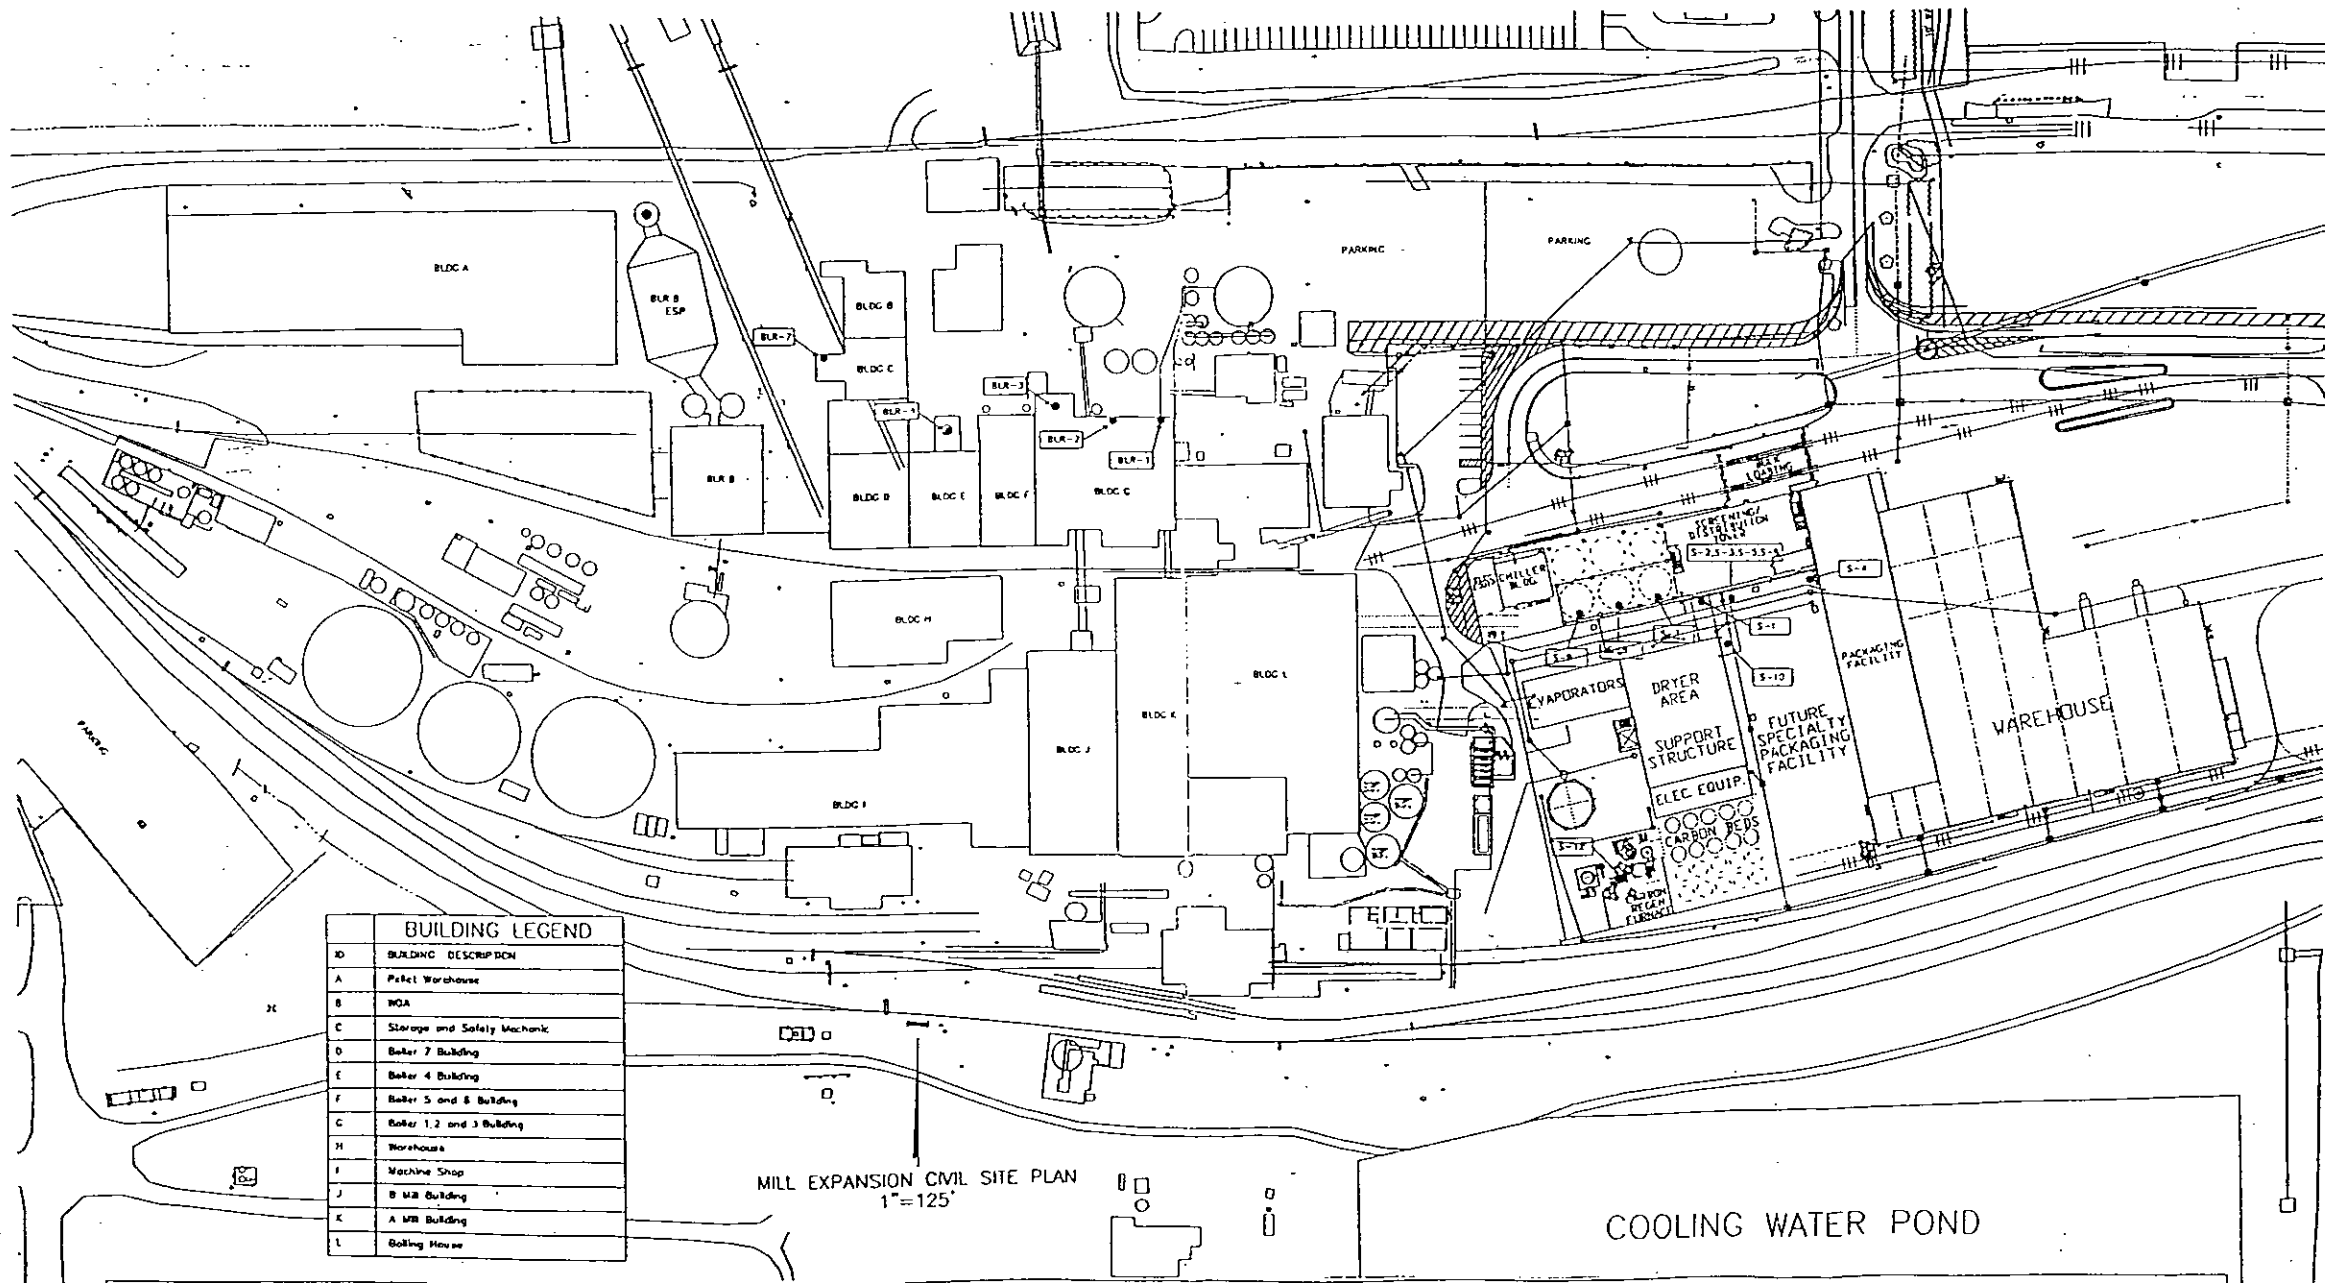 PARKING
PARKING
BLDG A
BLR 8
ESP
BLDG B
BLR-7
BLDG C
BLR-3
BLR-4
BLR-2
BLR-1
BLR 8
BLDG D
BLDG E
BLDG F
BLDG G
BULK
LOADING
SCREENING/
DISTRIBUTION
TOWER
CHILLER
BLDG
S-4
S-1
S-12
BLDG H
BLDG L
BLDG K
BLDG J
BLDG I
PARKING
EVAPORATORS
DRYER
AREA
SUPPORT
STRUCTURE
ELEC EQUIP.
CARBON BEDS
REGEN
FURNACE
FUTURE
SPECIALTY
PACKAGING
FACILITY
PACKAGING
FACILITY
WAREHOUSE
BUILDING LEGEND
ID BUILDING DESCRIPTION
A Pallet Warehouse
B
C Storage and Safety Mechanic
D Boiler 7 Building
E Boiler 4 Building
F Boiler 5 and 6 Building
G Boiler 1,2 and 3 Building
H Warehouse
I Machine Shop
J B Mill Building
K A Mill Building
L Boiling House
MILL EXPANSION CIVIL SITE PLAN
1"=125'
COOLING WATER POND